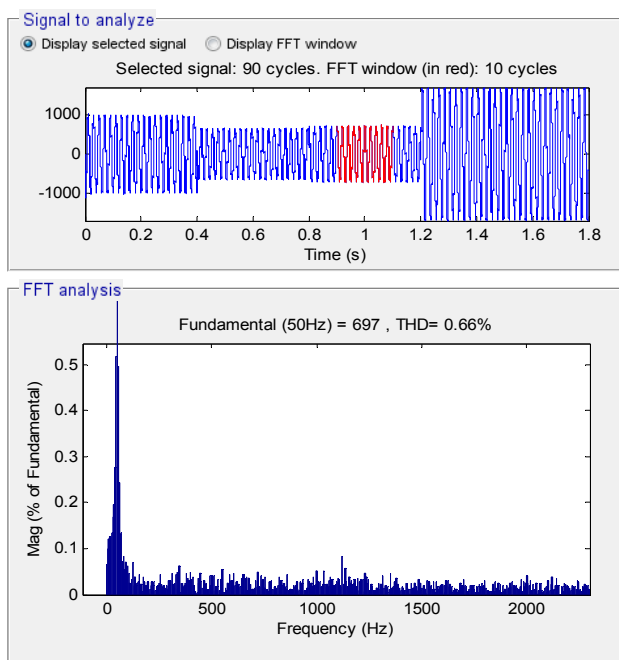 Signal to analyze
Display selected signal Display FFT window
Selected signal: 90 cycles. FFT window (in red): 10 cycles
1000
0
-1000
0 0.2 0.4 0.6 0.8 1 1.2 1.4 1.6 1.8
Time (s)
FFT analysis
Fundamental (50Hz) = 697 , THD= 0.66%
0.5
0.4
0.3
0.2
0.1
0
Mag (% of Fundamental)
0 500 1000 1500 2000
Frequency (Hz)